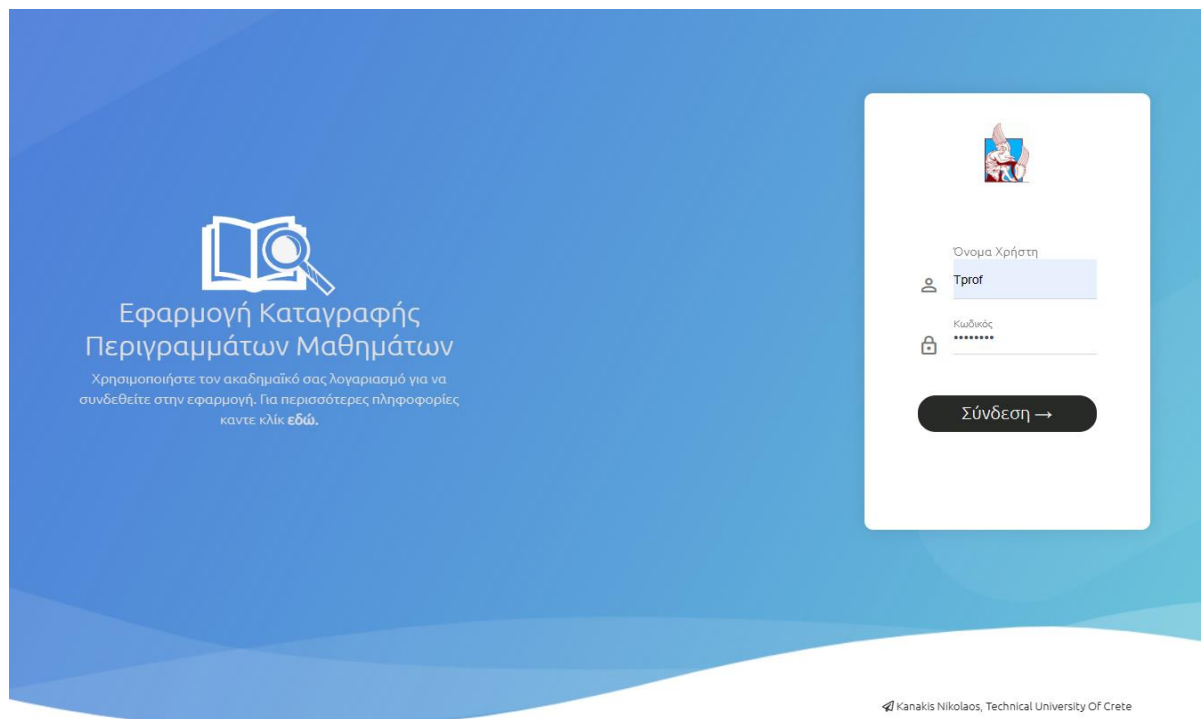 Εφαρμογή Καταγραφής
Περιγραμμάτων Μαθημάτων
Χρησιμοποιήστε τον ακαδημαϊκό σας λογαριασμό για να
συνδεθείτε στην εφαρμογή. Για περισσότερες πληφοφορίες
καντε κλίκ εδώ.
Όνομα Χρήστη
Tprof
Κωδικός
••••••••
Σύνδεση →
Kanakis Nikolaos, Technical University Of Crete